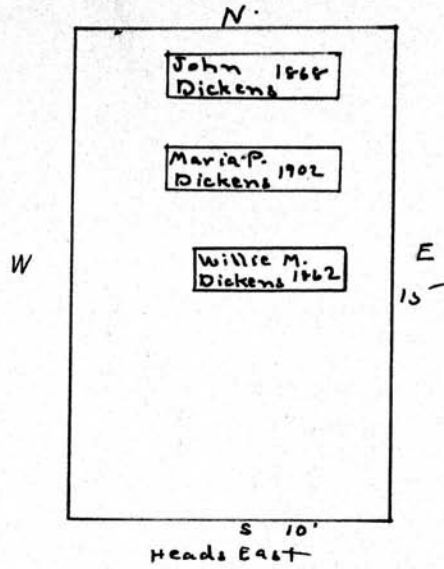 N.
John 1868
Dickens
Maria P.
Dickens 1902
W
E
Willie M.
Dickens 1862
15
S 10'
Heads East